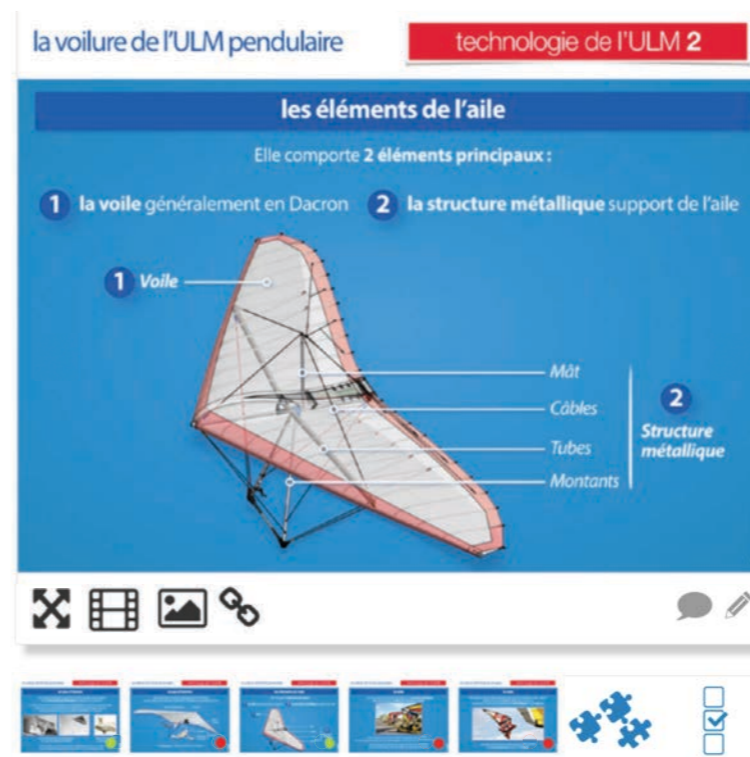 la voilure de l'ULM pendulaire
technologie de l'ULM 2
les éléments de l'aile
Elle comporte 2 éléments principaux :
1 la voile généralement en Dacron
2 la structure métallique support de l'aile
1 Voile
Mât
Câbles
Tubes
Montants
2
Structure
métallique